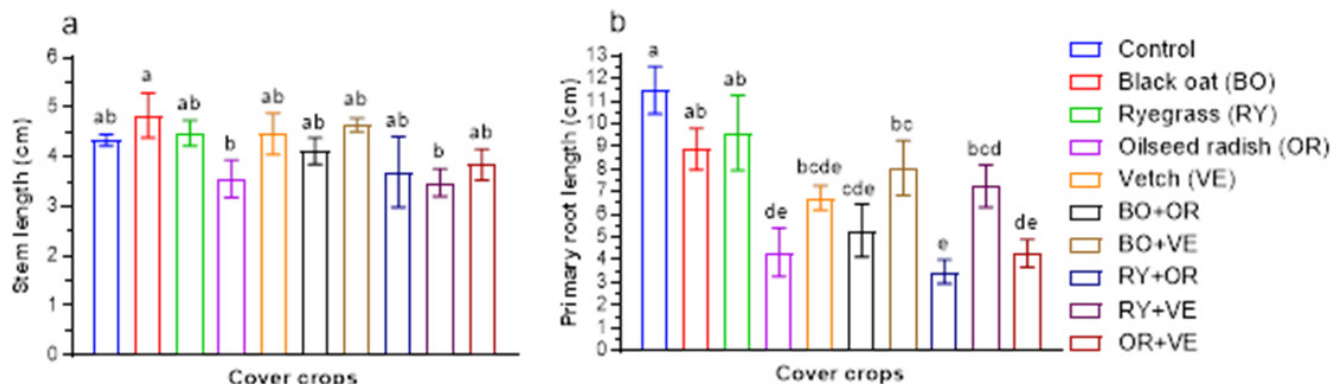 a
Stem length (cm)
6
5
4
3
2
1
0
ab
a
ab
b
ab
ab
ab
ab
b
ab
Cover crops
b
Primary root length (cm)
13
12
11
10
9
8
7
6
5
4
3
2
1
0
a
ab
ab
de
bcde
cde
bc
e
bcd
de
Cover crops
Control
Black oat (BO)
Ryegrass (RY)
Oilseed radish (OR)
Vetch (VE)
BO+OR
BO+VE
RY+OR
RY+VE
OR+VE